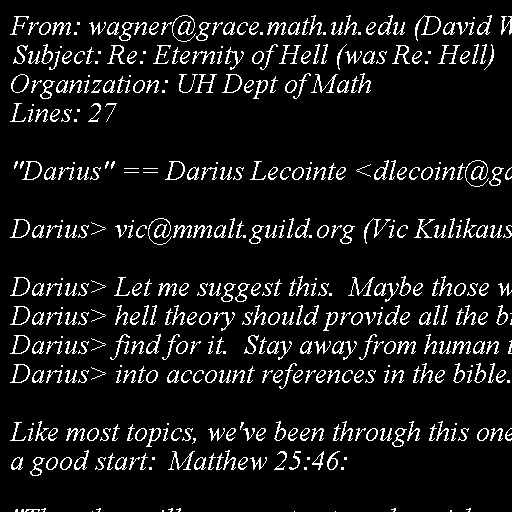 From: wagner@grace.math.uh.edu (David
Subject: Re: Eternity of Hell (was Re: Hell)
Organization: UH Dept of Math
Lines: 27
"Darius" == Darius Lecointe <dlecoint@ga
Darius> vic@mmalt.guild.org (Vic Kulikaus
Darius> Let me suggest this.  Maybe those
Darius> hell theory should provide all the
Darius> find for it.  Stay away from human
Darius> into account references in the bible.
Like most topics, we've been through this one
a good start:  Matthew 25:46: